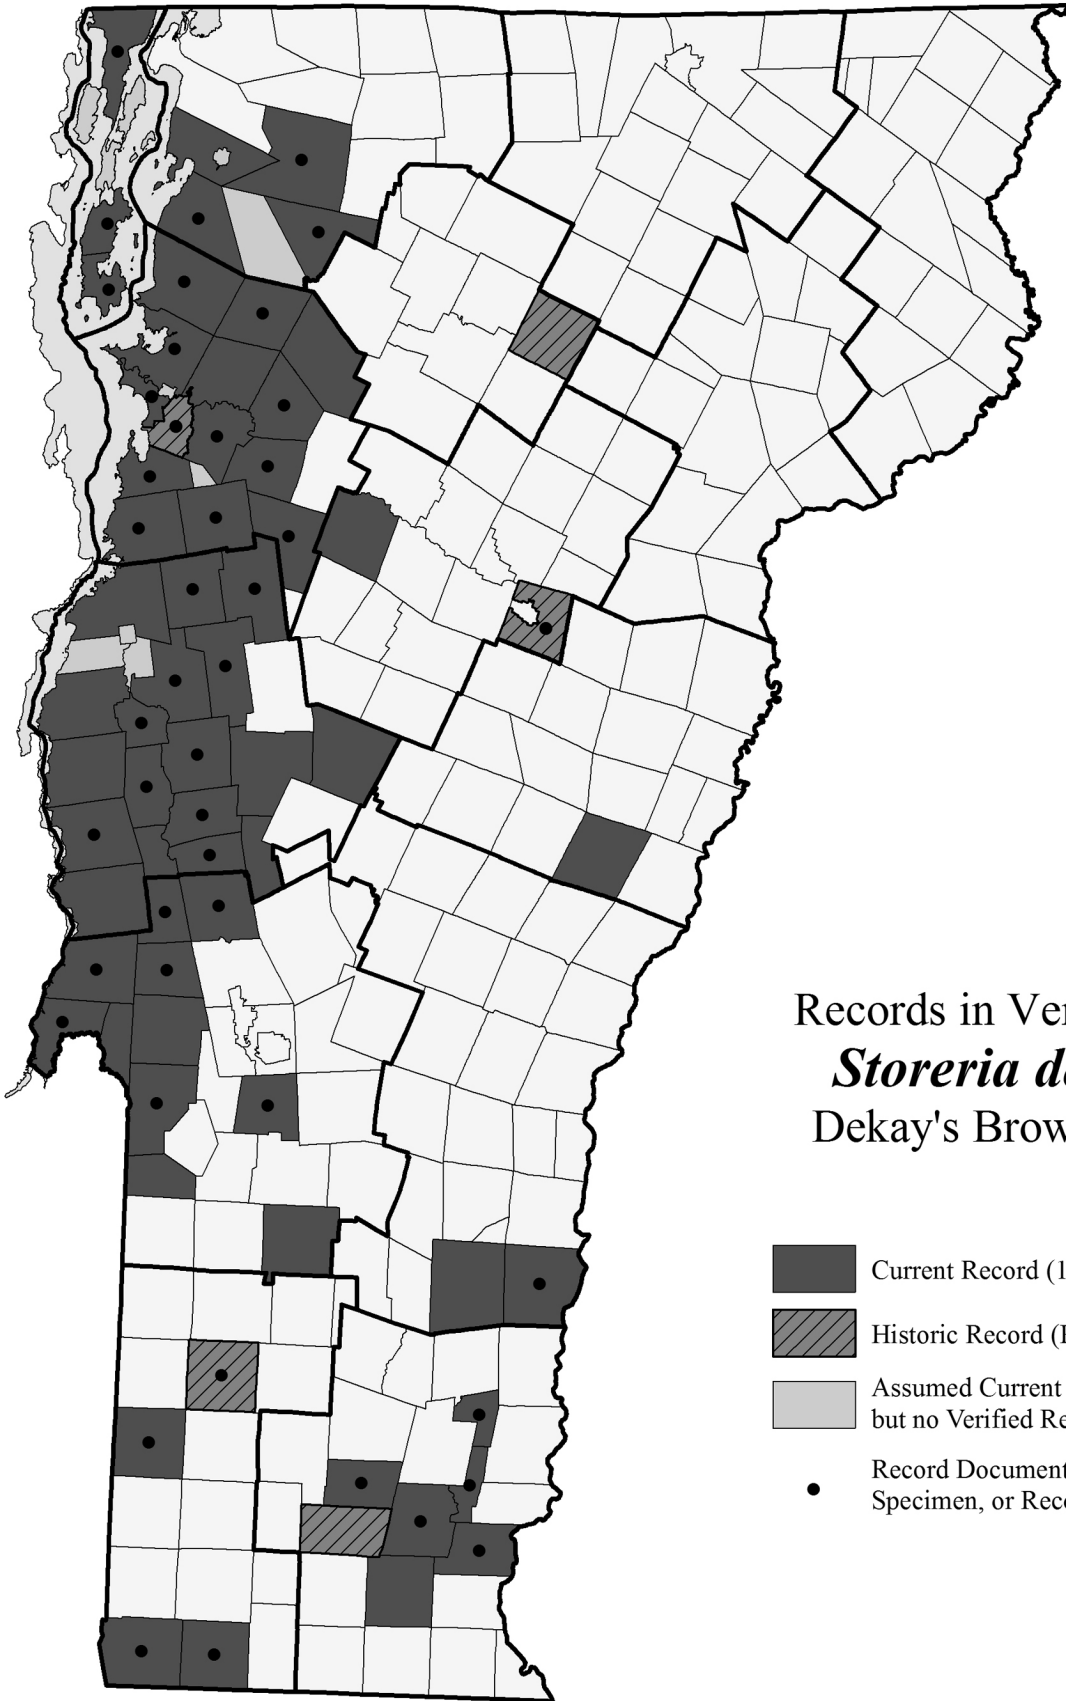 Records in Ver
Storeria d
Dekay's Brow
Current Record (1
Historic Record (
Assumed Current
but no Verified Re
Record Document
Specimen, or Rec